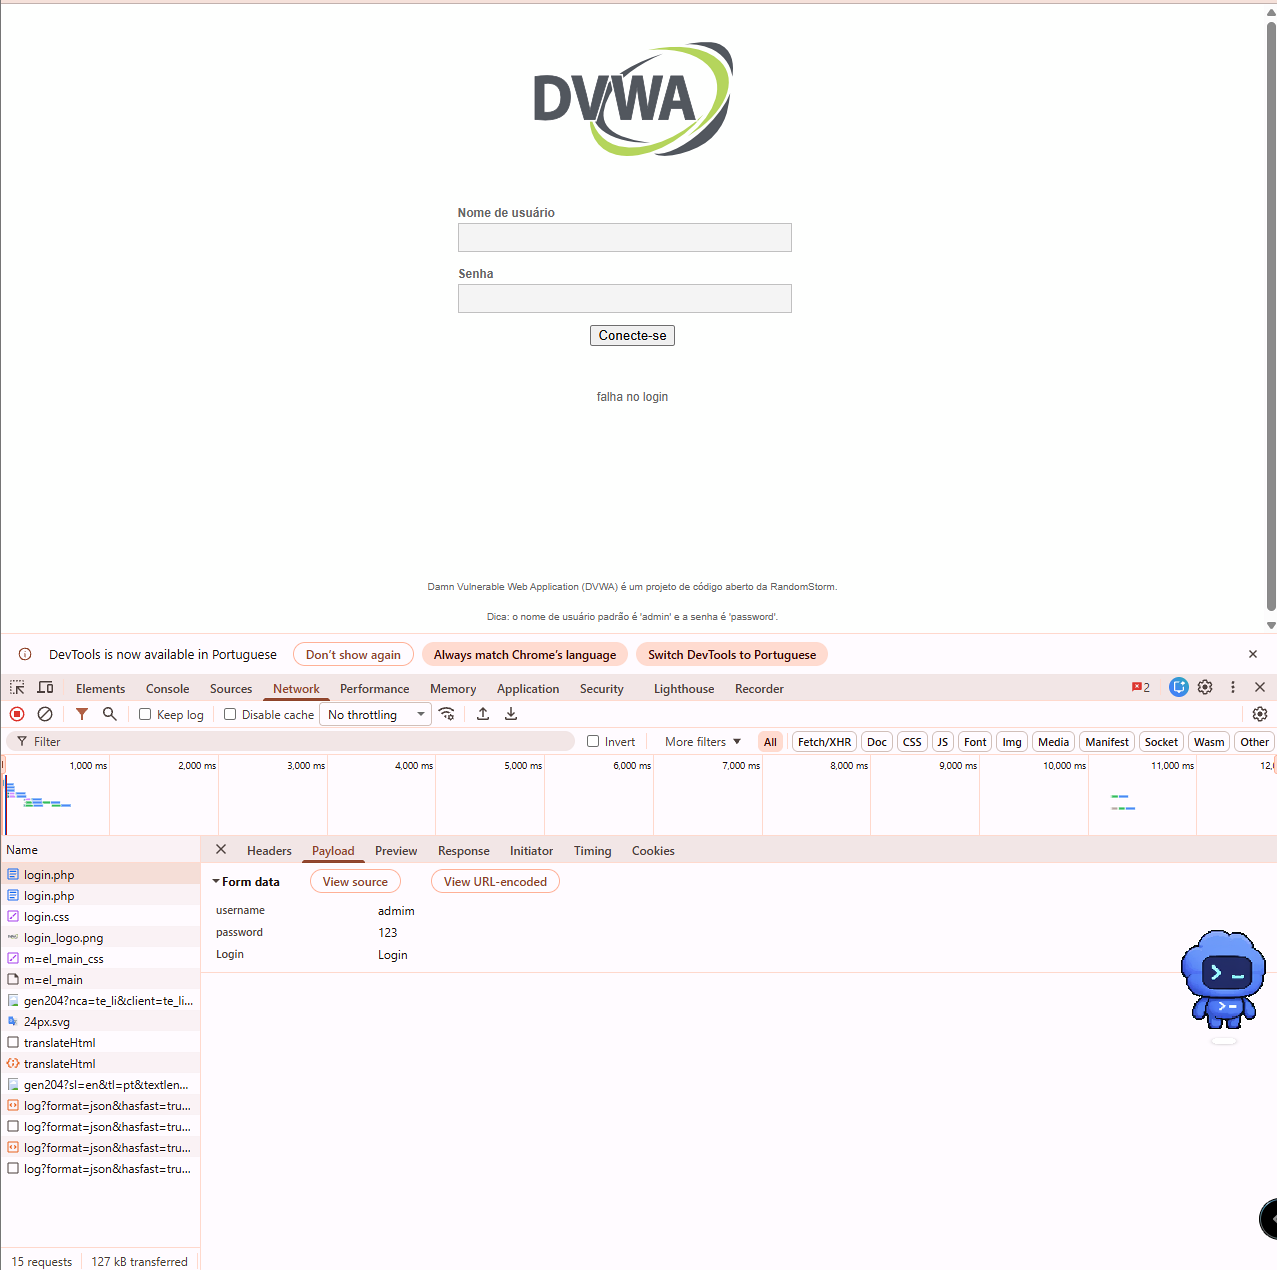 DVWA
Nome de usuário
Senha
Conecte-se
falha no login
Damn Vulnerable Web Application (DVWA) é um projeto de código aberto da RandomStorm.
Dica: o nome de usuário padrão é 'admin' e a senha é 'password'.
DevTools is now available in Portuguese Don't show again Always match Chrome's language Switch DevTools to Portuguese
Elements Console Sources Network Performance Memory Application Security Lighthouse Recorder 2
Keep log Disable cache No throttling
Filter Invert More filters All Fetch/XHR Doc CSS JS Font Img Media Manifest Socket Wasm Other
1,000 ms 2,000 ms 3,000 ms 4,000 ms 5,000 ms 6,000 ms 7,000 ms 8,000 ms 9,000 ms 10,000 ms 11,000 ms 12,
Name
Headers Payload Preview Response Initiator Timing Cookies
login.php
login.php
login.css
login_logo.png
m=el_main_css
m=el_main
gen204?nca=te_li&client=te_li...
24px.svg
translateHtml
translateHtml
gen204?sl=en&tl=pt&textlen...
log?format=json&hasfast=tru...
log?format=json&hasfast=tru...
log?format=json&hasfast=tru...
log?format=json&hasfast=tru...
Form data View source View URL-encoded
username admim
password 123
Login Login
15 requests 127 kB transferred